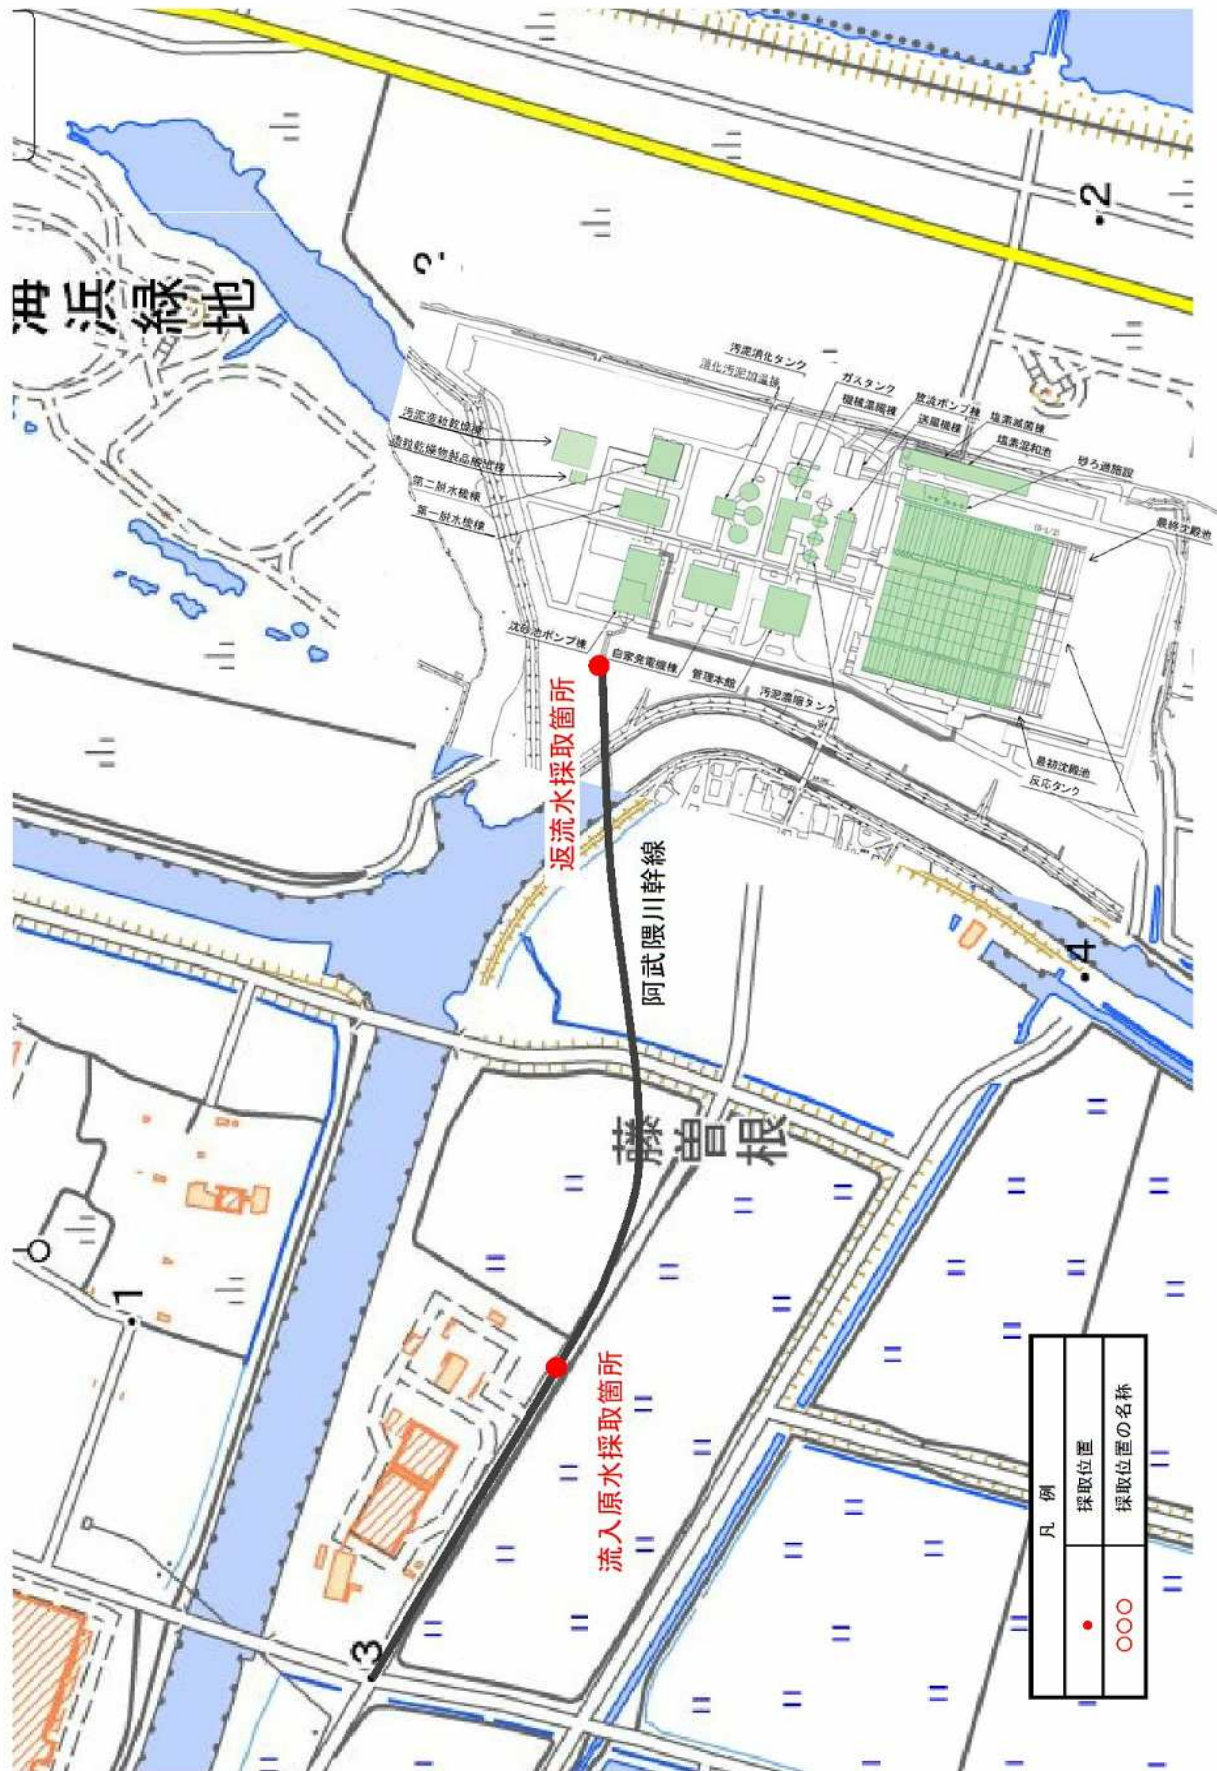 海浜緑地
2
汚泥消化タンク
消化汚泥加温棟
ガスタンク
機械濃縮棟
放流ポンプ棟
送風機棟
塩素滅菌棟
塩素混和池
砂ろ過施設
最終沈殿池
汚泥造粒乾燥棟
造粒乾燥物製品搬出棟
第二脱水機棟
第一脱水機棟
沈砂池ポンプ棟
自家発電機棟
管理本館
汚泥濃縮タンク
最初沈殿池
反応タンク
返流水採取箇所
阿武隈川幹線
4
藤曽根
1
3
流入原水採取箇所
凡 例
採取位置
○○○ 採取位置の名称